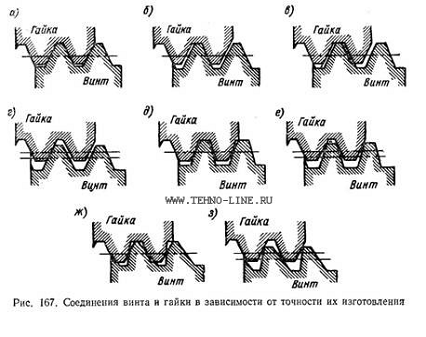 а) б) в)
Гайка Гайка Гайка
Винт Винт Винт
г) д) е)
Гайка Гайка Гайка
Винт Винт Винт
WWW.TEHNO-LINE.RU
ж) з)
Гайка Гайка
Винт Винт
Рис. 167. Соединения винта и гайки в зависимости от точности их изготовления